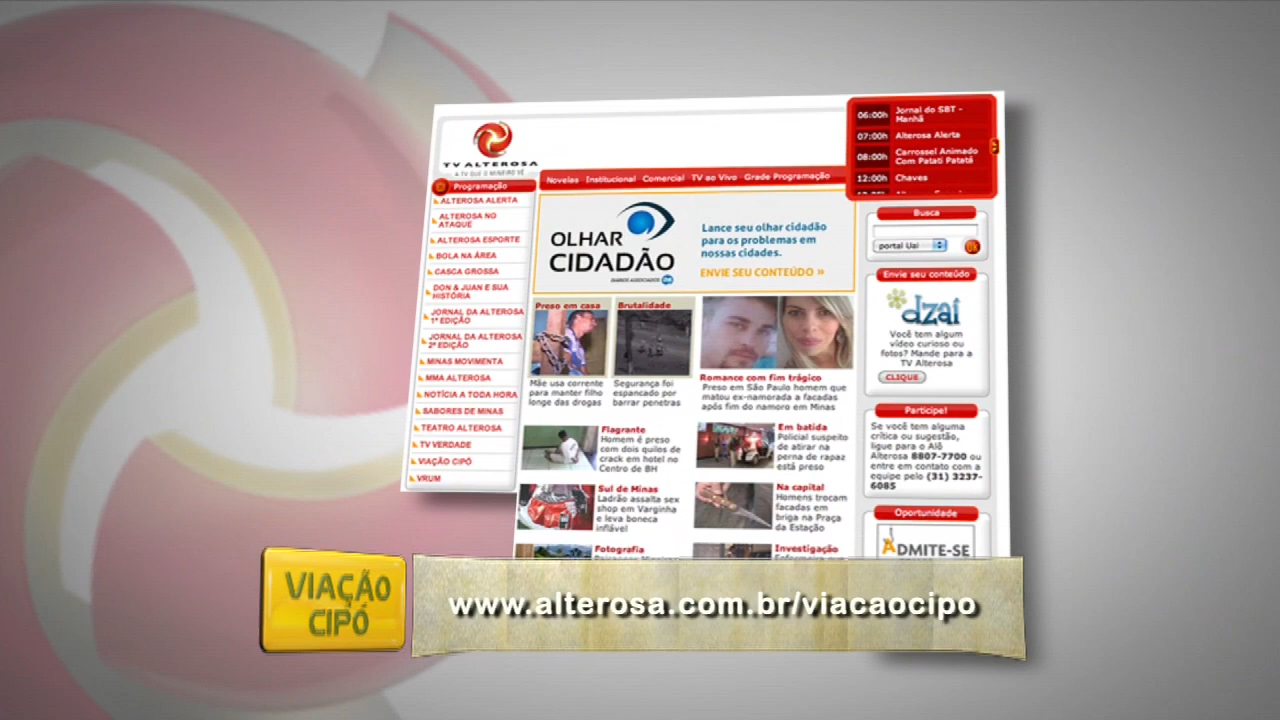 TV ALTEROSA
A TV QUE O MINEIRO VÊ
06:00h Jornal do SBT -
Manhã
07:00h Alterosa Alerta
08:00h Carrossel Animado
Com Patati Patatá
12:00h Chaves
Novelas Institucional Comercial TV ao Vivo Grade Programação
Programação
ALTEROSA ALERTA
ALTEROSA NO
ATAQUE
ALTEROSA ESPORTE
BOLA NA ÁREA
CASCA GROSSA
DON & JUAN E SUA
HISTÓRIA
JORNAL DA ALTEROSA
1ª EDIÇÃO
JORNAL DA ALTEROSA
2ª EDIÇÃO
MINAS MOVIMENTA
MMA ALTEROSA
NOTÍCIA A TODA HORA
SABORES DE MINAS
TEATRO ALTEROSA
TV VERDADE
VIAÇÃO CIPÓ
VRUM
OLHAR
CIDADÃO
DIÁRIOS ASSOCIADOS
Lance seu olhar cidadão
para os problemas em
nossas cidades.
ENVIE SEU CONTEÚDO »
Preso em casa
Mãe usa corrente
para manter filho
longe das drogas
Brutalidade
Segurança foi
espancado por
barrar penetras
Romance com fim trágico
Preso em São Paulo homem que
matou ex-namorada a facadas
após fim do namoro em Minas
Flagrante
Homem é preso
com dois quilos de
crack em hotel no
Centro de BH
Em batida
Policial suspeito
de atirar na
perna de rapaz
está preso
Sul de Minas
Ladrão assalta sex
shop em Varginha
e leva boneca
inflável
Na capital
Homens trocam
facadas em
briga na Praça
da Estação
Fotografia
Investigação
Busca
portal Uai
Ok
Envie seu conteúdo
dzaí
Você tem algum
vídeo curioso ou
fotos? Mande para a
TV Alterosa
CLIQUE
Participe!
Se você tem alguma
crítica ou sugestão,
ligue para o Alô
Alterosa 8807-7700 ou
entre em contato com a
equipe pelo (31) 3237-
6085
Oportunidade
ADMITE-SE
VIAÇÃO
CIPÓ
www.alterosa.com.br/viacaocipo